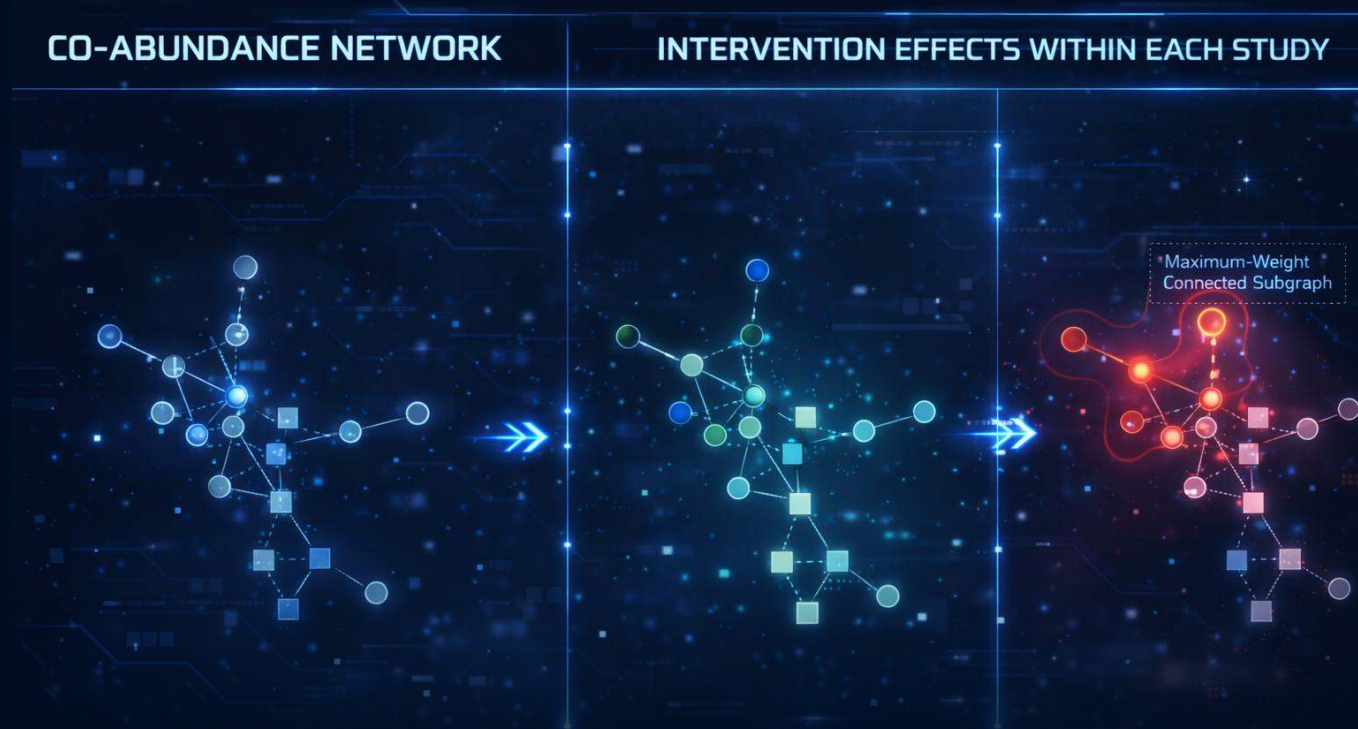 CO-ABUNDANCE NETWORK
INTERVENTION EFFECTS WITHIN EACH STUDY
Maximum-Weight
Connected Subgraph